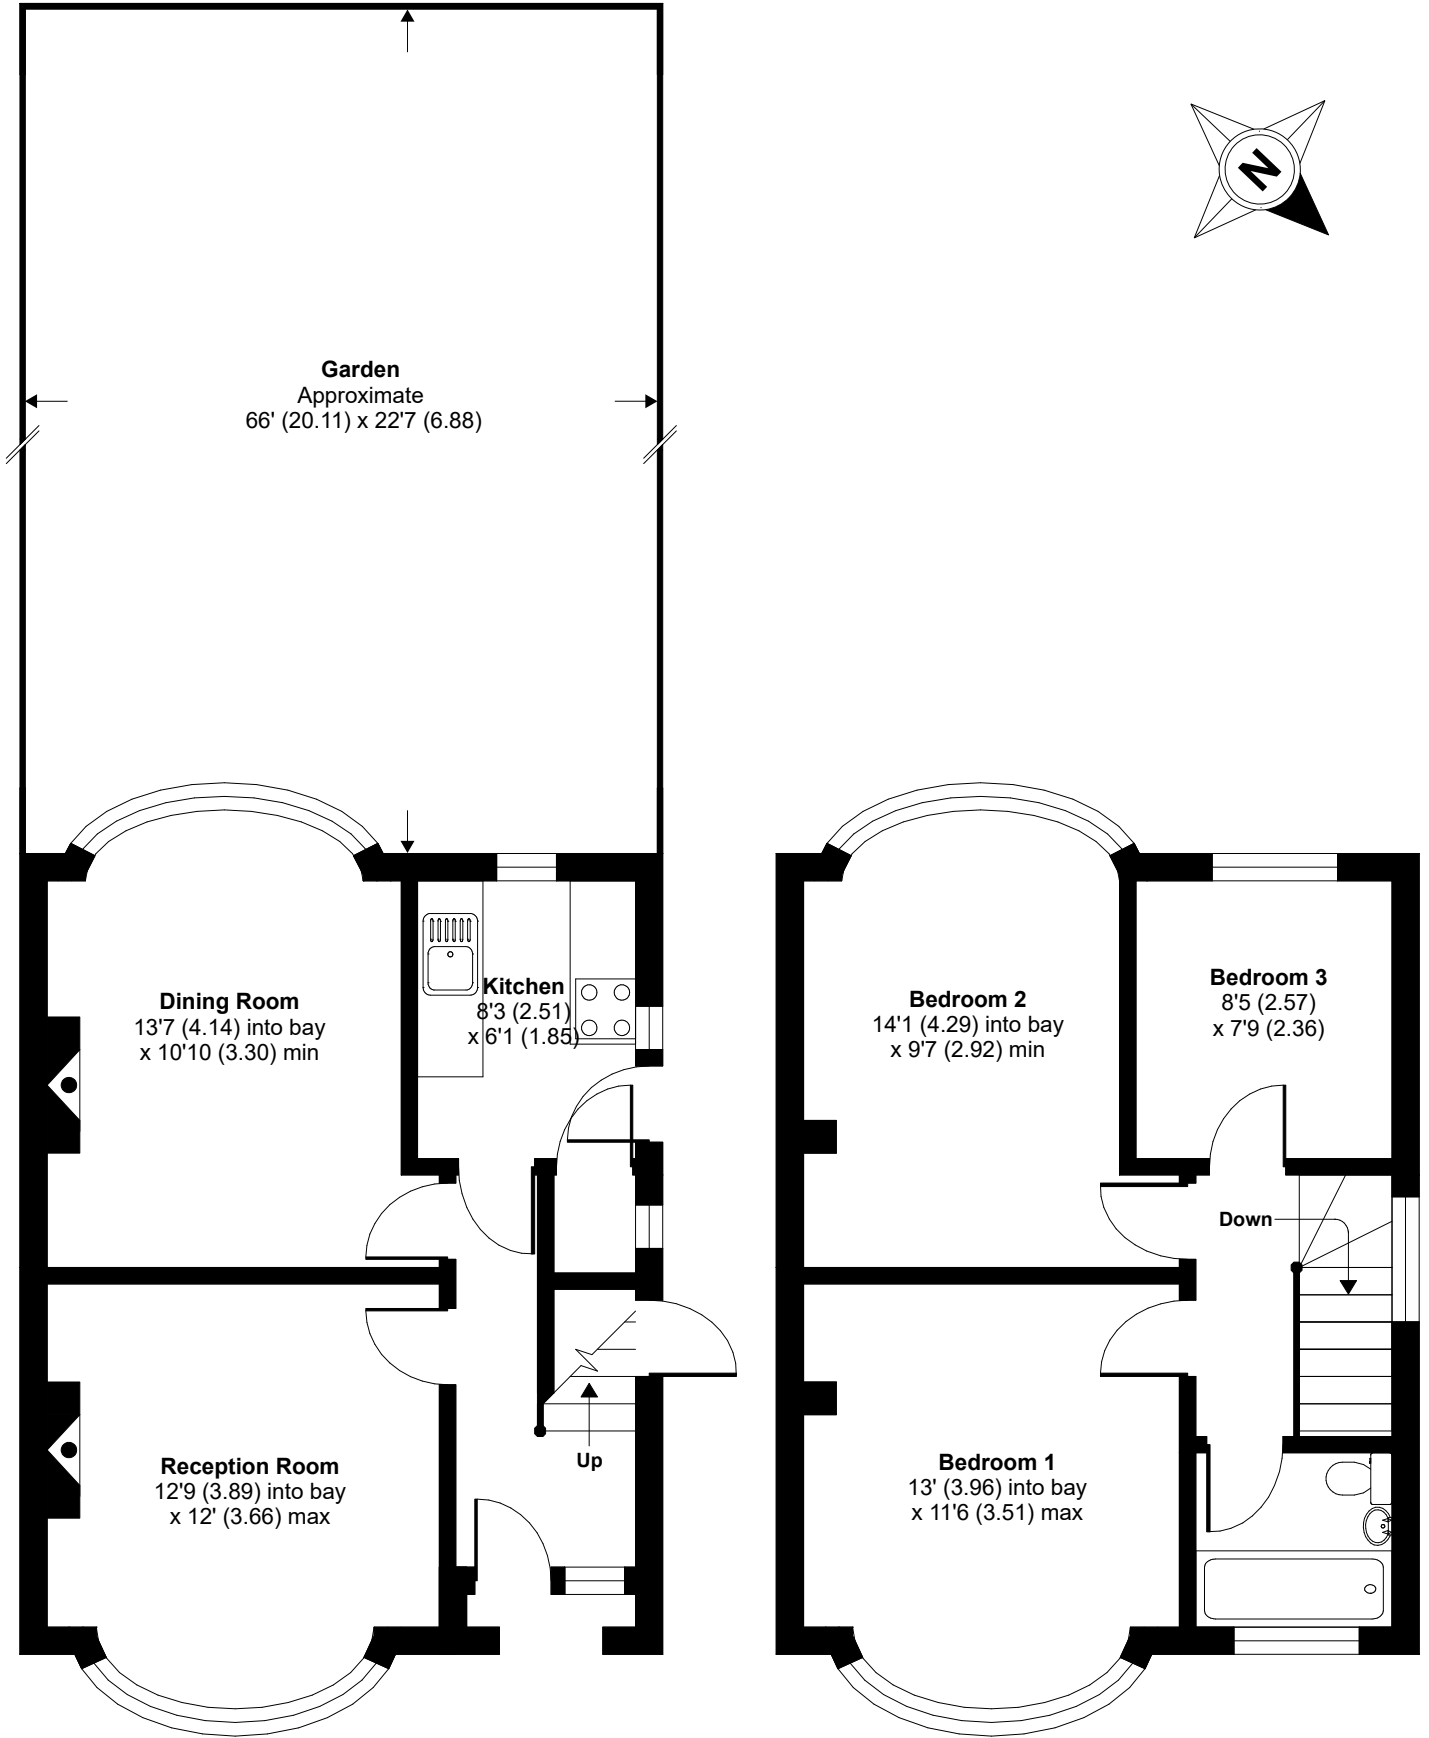 N
Garden
Approximate
66' (20.11) x 22'7 (6.88)
Dining Room
13'7 (4.14) into bay
x 10'10 (3.30) min
Kitchen
8'3 (2.51)
x 6'1 (1.85)
Reception Room
12'9 (3.89) into bay
x 12' (3.66) max
Up
Bedroom 2
14'1 (4.29) into bay
x 9'7 (2.92) min
Bedroom 3
8'5 (2.57)
x 7'9 (2.36)
Down
Bedroom 1
13' (3.96) into bay
x 11'6 (3.51) max